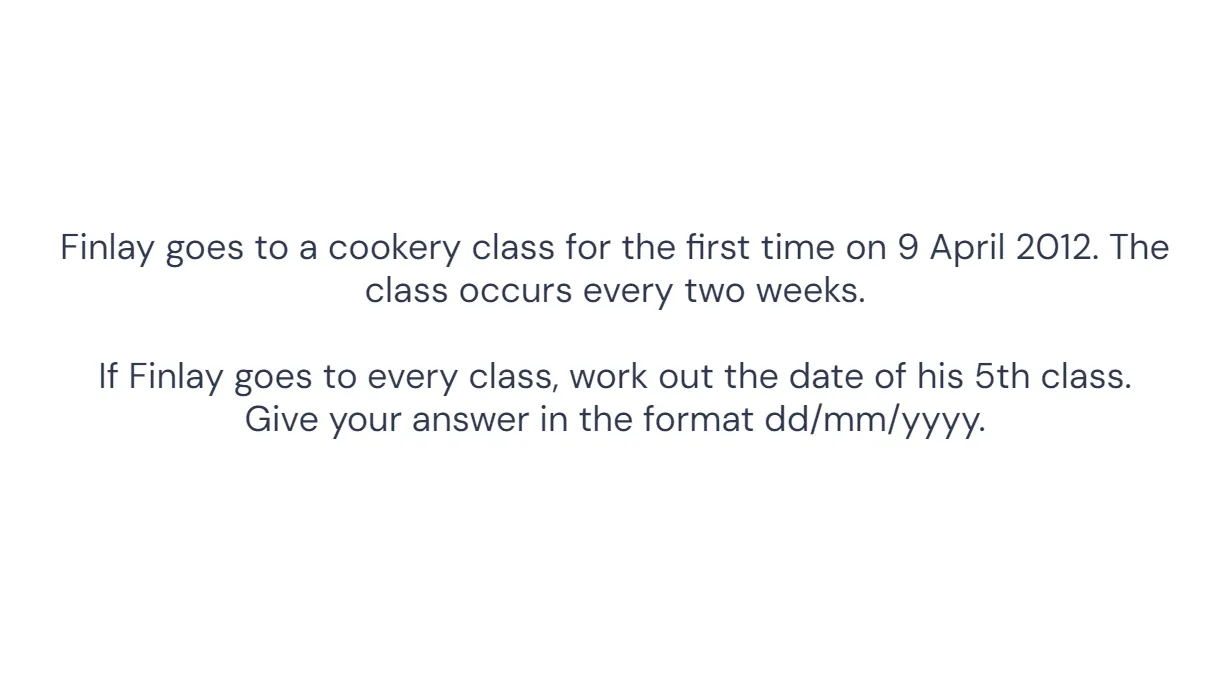 Finlay goes to a cookery class for the first time on 9 April 2012. The
class occurs every two weeks.
If Finlay goes to every class, work out the date of his 5th class.
Give your answer in the format dd/mm/yyyy.